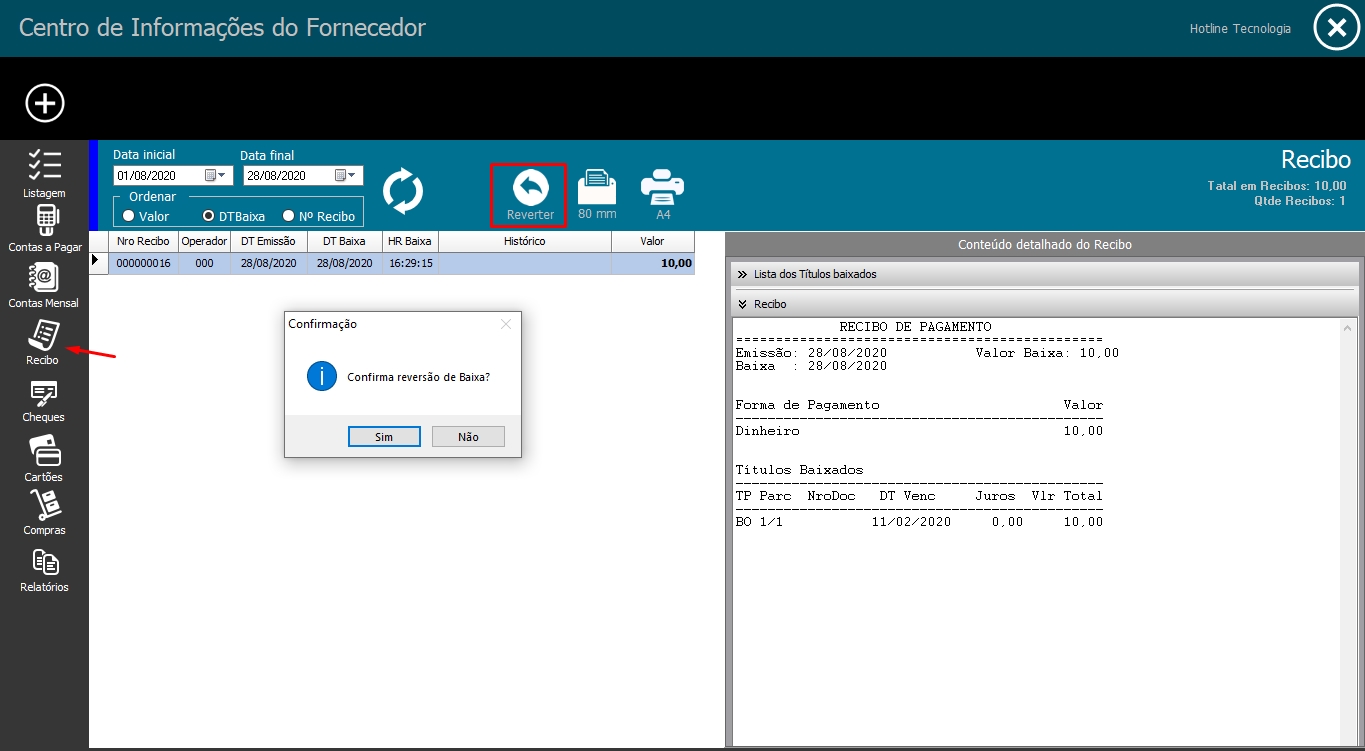 Centro de Informações do Fornecedor
Hotline Tecnologia
Listagem
Contas a Pagar
Contas Mensal
Recibo
Cheques
Cartões
Compras
Relatórios
Data inicial
Data final
01/08/2020
28/08/2020
Ordenar
Valor
DTBaixa
Nº Recibo
Reverter
80 mm
A4
Recibo
Tatal em Recibos: 10,00
Qtde Recibos: 1
Nro Recibo Operador DT Emissão DT Baixa HR Baixa Histórico Valor
000000016 000 28/08/2020 28/08/2020 16:29:15 10,00
Confirmação
Confirma reversão de Baixa?
Sim
Não
Conteúdo detalhado do Recibo
Lista dos Títulos baixados
Recibo
RECIBO DE PAGAMENTO
----------------------------------------------
Emissão: 28/08/2020 Valor Baixa: 10,00
Baixa : 28/08/2020
Forma de Pagamento Valor
----------------------------------------------
Dinheiro 10,00
Títulos Baixados
----------------------------------------------
TP Parc NroDoc DT Venc Juros Vlr Total
----------------------------------------------
BO 1/1 11/02/2020 0,00 10,00